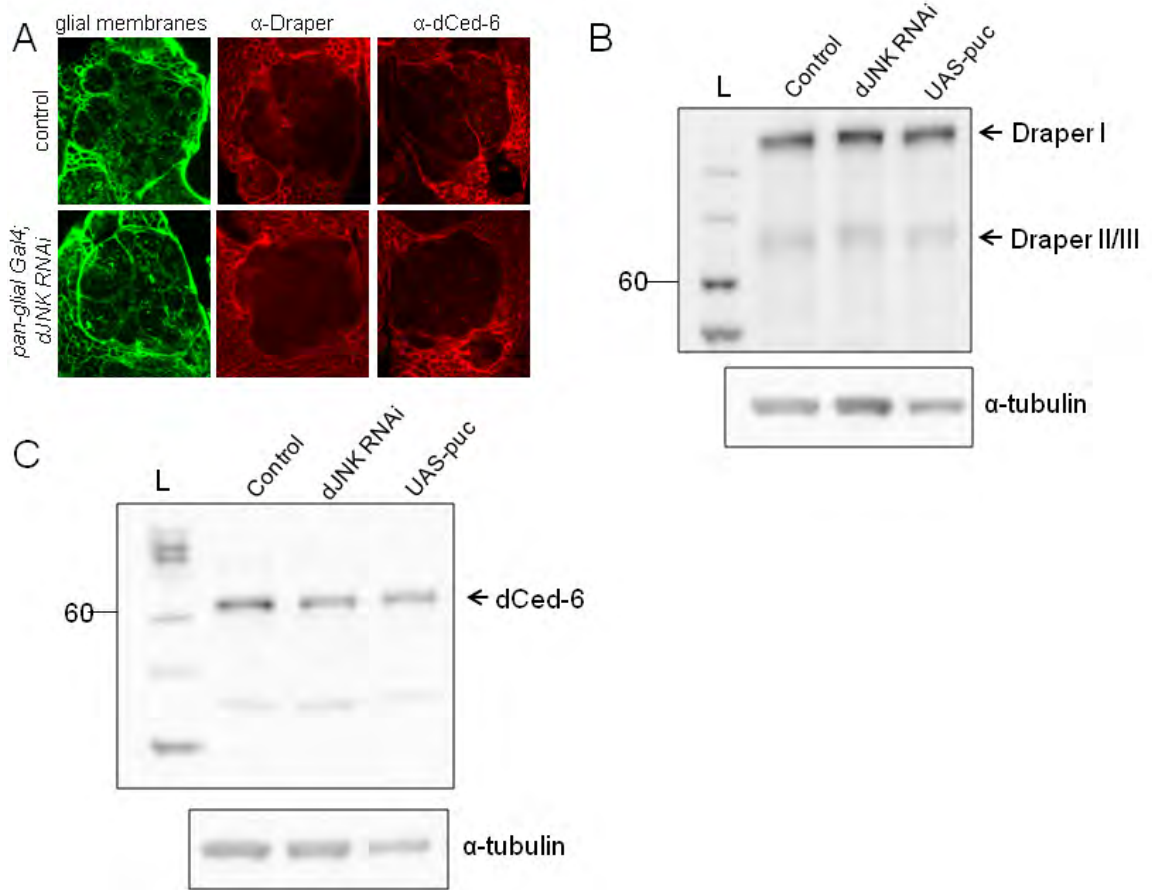 A
glial membranes
α-Draper
α-dCed-6
control
pan-glial Gal4;
dJNK RNAi
B
L
Control
dJNK RNAi
UAS-puc
← Draper I
← Draper II/III
60
α-tubulin
C
L
Control
dJNK RNAi
UAS-puc
60
← dCed-6
α-tubulin